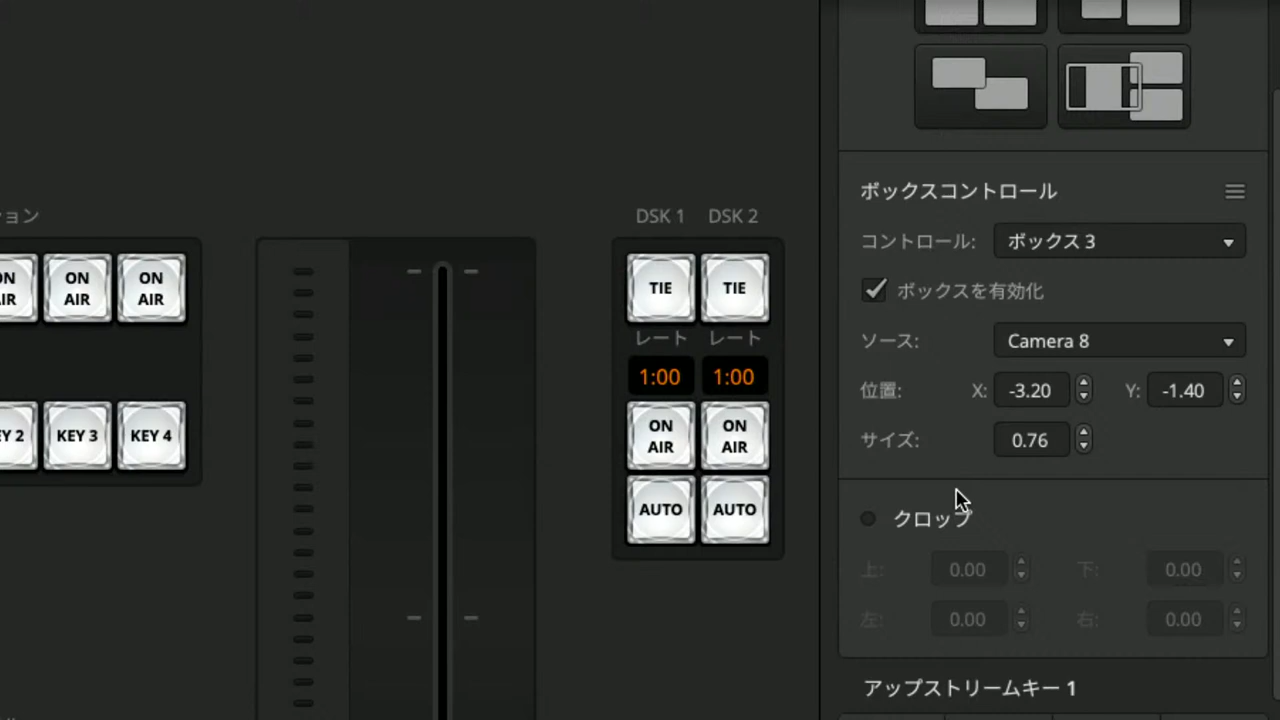 ション
ON AIR
ON AIR
KEY 3
KEY 4
DSK 1 DSK 2
TIE TIE
レート レート
1:00 1:00
ON AIR ON AIR
AUTO AUTO
ボックスコントロール
コントロール: ボックス 3
ボックスを有効化
ソース: Camera 8
位置: X: -3.20 Y: -1.40
サイズ: 0.76
クロップ
上: 0.00 下: 0.00
左: 0.00 右: 0.00
アップストリームキー 1